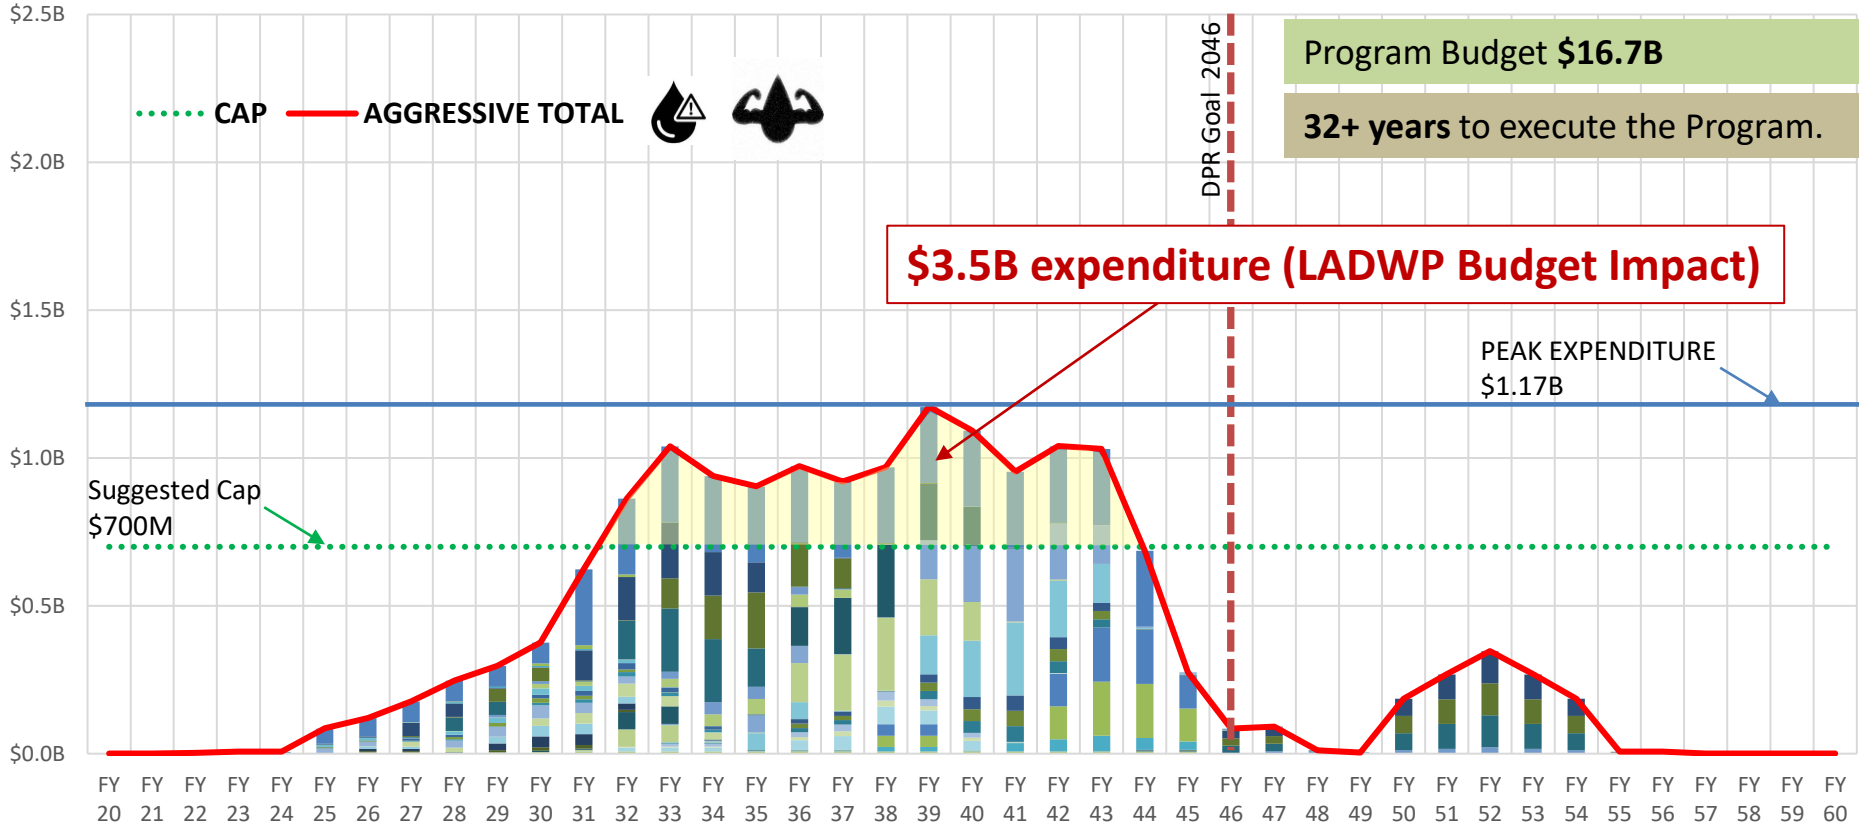 $2.5B
$2.0B
$1.5B
$1.0B
$0.5B
$0.0B
CAP
AGGRESSIVE TOTAL
DPR Goal 2046
Program Budget $16.7B
32+ years to execute the Program.
$3.5B expenditure (LADWP Budget Impact)
PEAK EXPENDITURE
$1.17B
Suggested Cap
$700M
FY FY FY FY FY FY FY FY FY FY FY FY FY FY FY FY FY FY FY FY FY FY FY FY FY FY FY FY FY FY FY FY FY FY FY FY FY FY FY FY FY
20 21 22 23 24 25 26 27 28 29 30 31 32 33 34 35 36 37 38 39 40 41 42 43 44 45 46 47 48 49 50 51 52 53 54 55 56 57 58 59 60